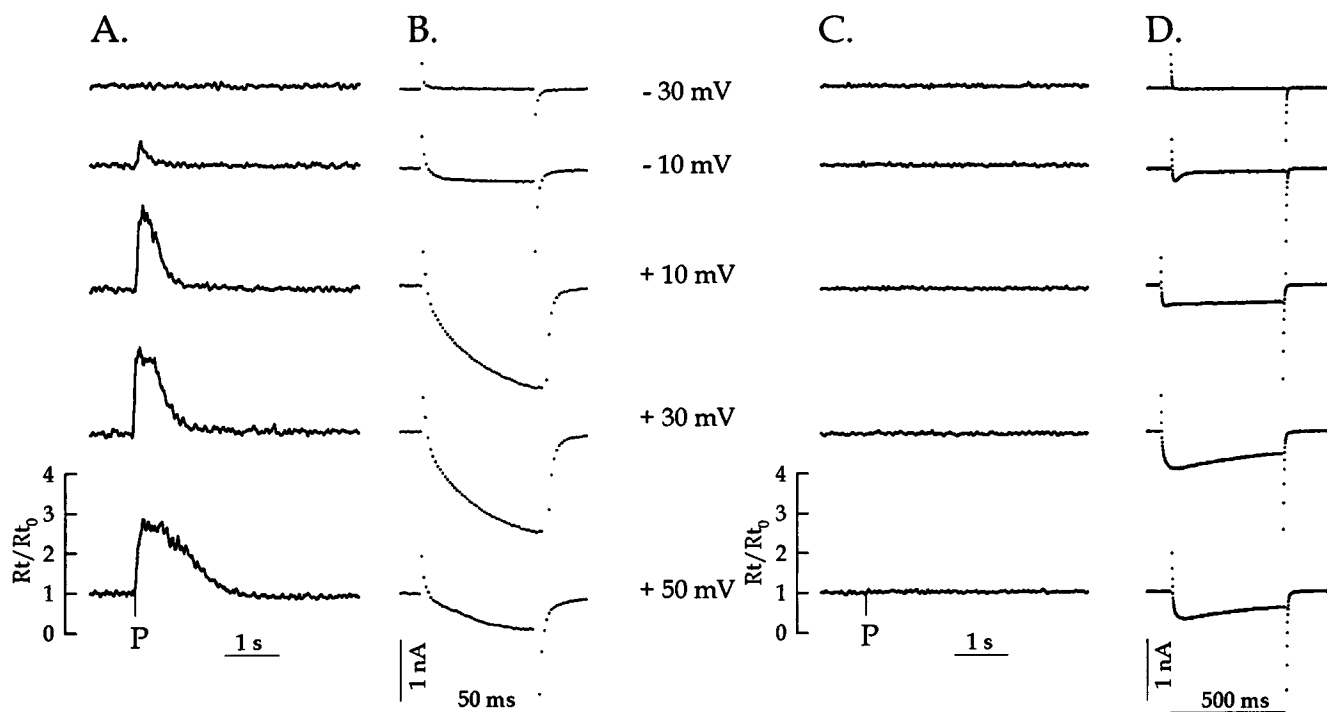 A. B. C. D.
- 30 mV
- 10 mV
+ 10 mV
+ 30 mV
+ 50 mV
4
3
2
1
0
Rt/Rt0
P
1 s
1 nA
50 ms
4
3
2
1
0
Rt/Rt0
P
1 s
1 nA
500 ms